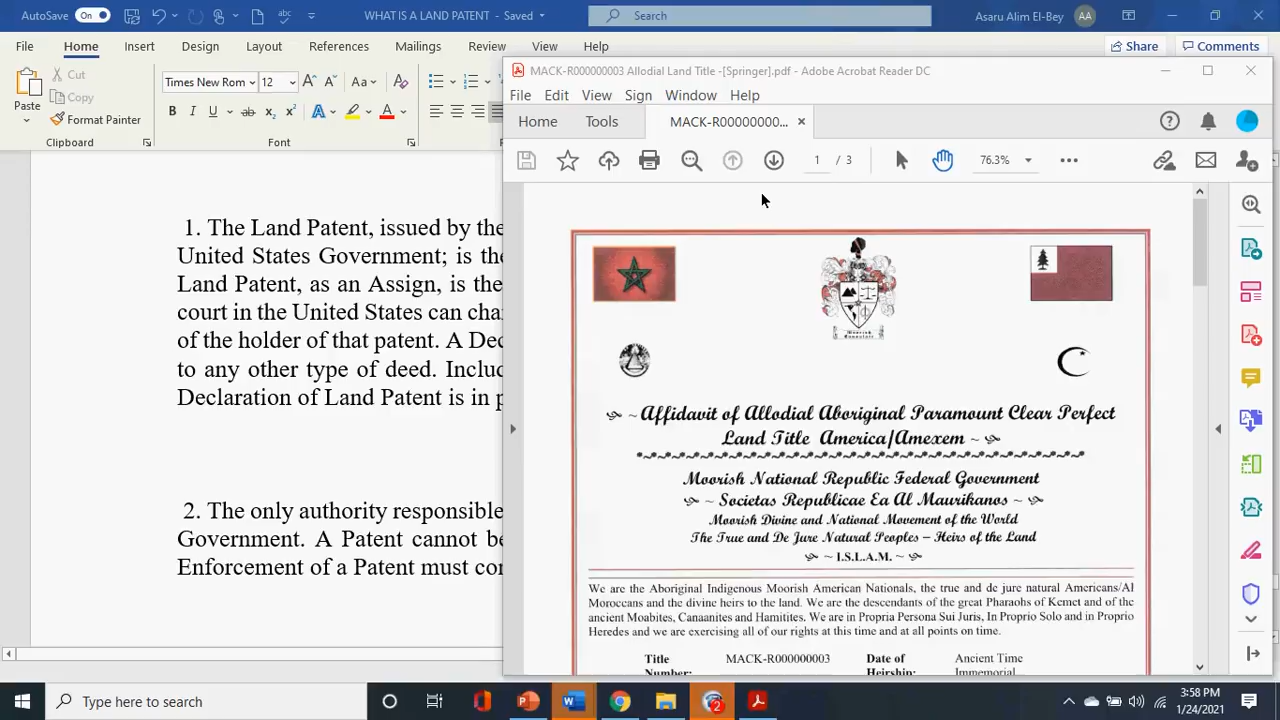 AutoSave On WHAT IS A LAND PATENT - Saved Search Asaru Alim El-Bey AA
File Home Insert Design Layout References Mailings Review View Help Share Comments
Paste Cut Copy Format Painter Clipboard
Times New Roman 12 Font
1. The Land Patent, issued by the
United States Government; is the
Land Patent, as an Assign, is the
court in the United States can
of the holder of that patent. A
to any other type of deed.
Declaration of Land Patent is in
2. The only authority responsible
Government. A Patent cannot be
Enforcement of a Patent must
MACK-R000000003 Allodial Land Title -[Springer].pdf - Adobe Acrobat Reader DC
File Edit View Sign Window Help
Home Tools MACK-R00000000...
1 / 3 76.3%
~ Affidavit of Allodial Aboriginal Paramount Clear Perfect
Land Title America/Amexem ~
Moorish National Republic Federal Government
~ Societas Republicae Ea Al Maurikanos ~
Moorish Divine and National Movement of the World
The True and De Jure Natural Peoples – Heirs of the Land
~ I.S.L.A.M. ~
We are the Aboriginal Indigenous Moorish American Nationals, the true and de jure natural Americans/Al
Moroccans and the divine heirs to the land. We are the descendants of the great Pharaohs of Kemet and of the
ancient Moabites, Canaanites and Hamitites. We are in Propria Persona Sui Juris, In Proprio Solo and in Proprio
Heredes and we are exercising all of our rights at this time and at all points on time.
Title MACK-R000000003 Date of Ancient Time
Number: Heirship: Immemorial
Type here to search
3:58 PM
1/24/2021